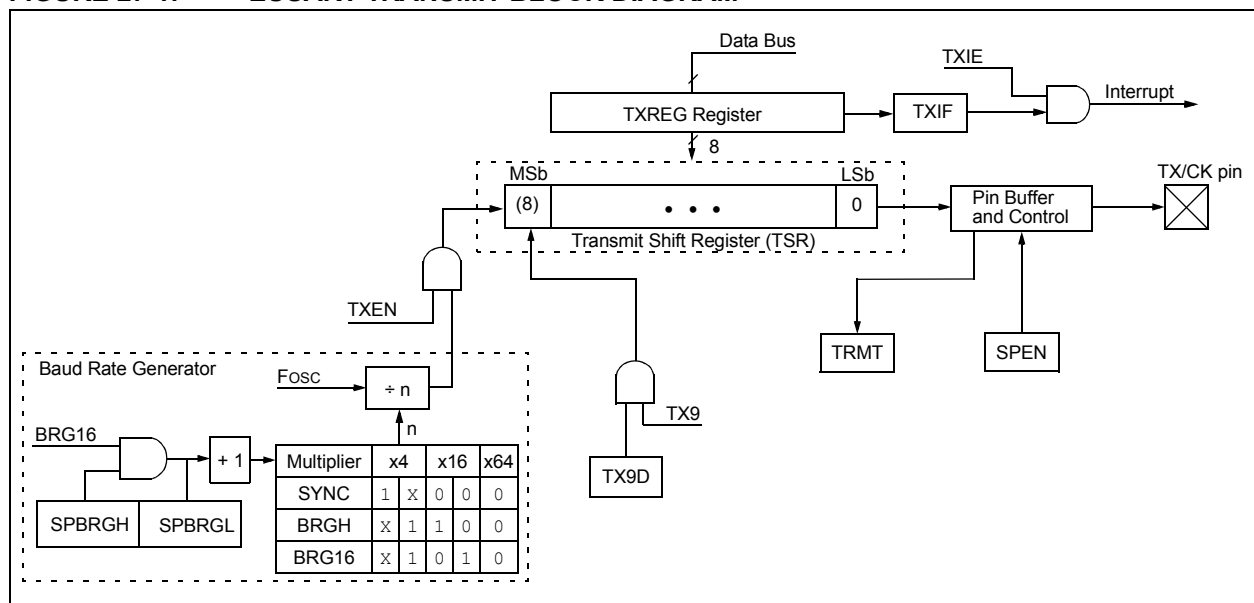 Data Bus
TXIE
Interrupt
TXREG Register
TXIF
8
MSb
LSb
TX/CK pin
(8)
• • •
0
Pin Buffer
and Control
Transmit Shift Register (TSR)
TXEN
TRMT
SPEN
Baud Rate Generator
FOSC
÷ n
n
TX9
BRG16
+ 1
Multiplier x4 x16 x64
SYNC 1 X 0 0 0
BRGH X 1 1 0 0
BRG16 X 1 0 1 0
SPBRGH SPBRGL
TX9D